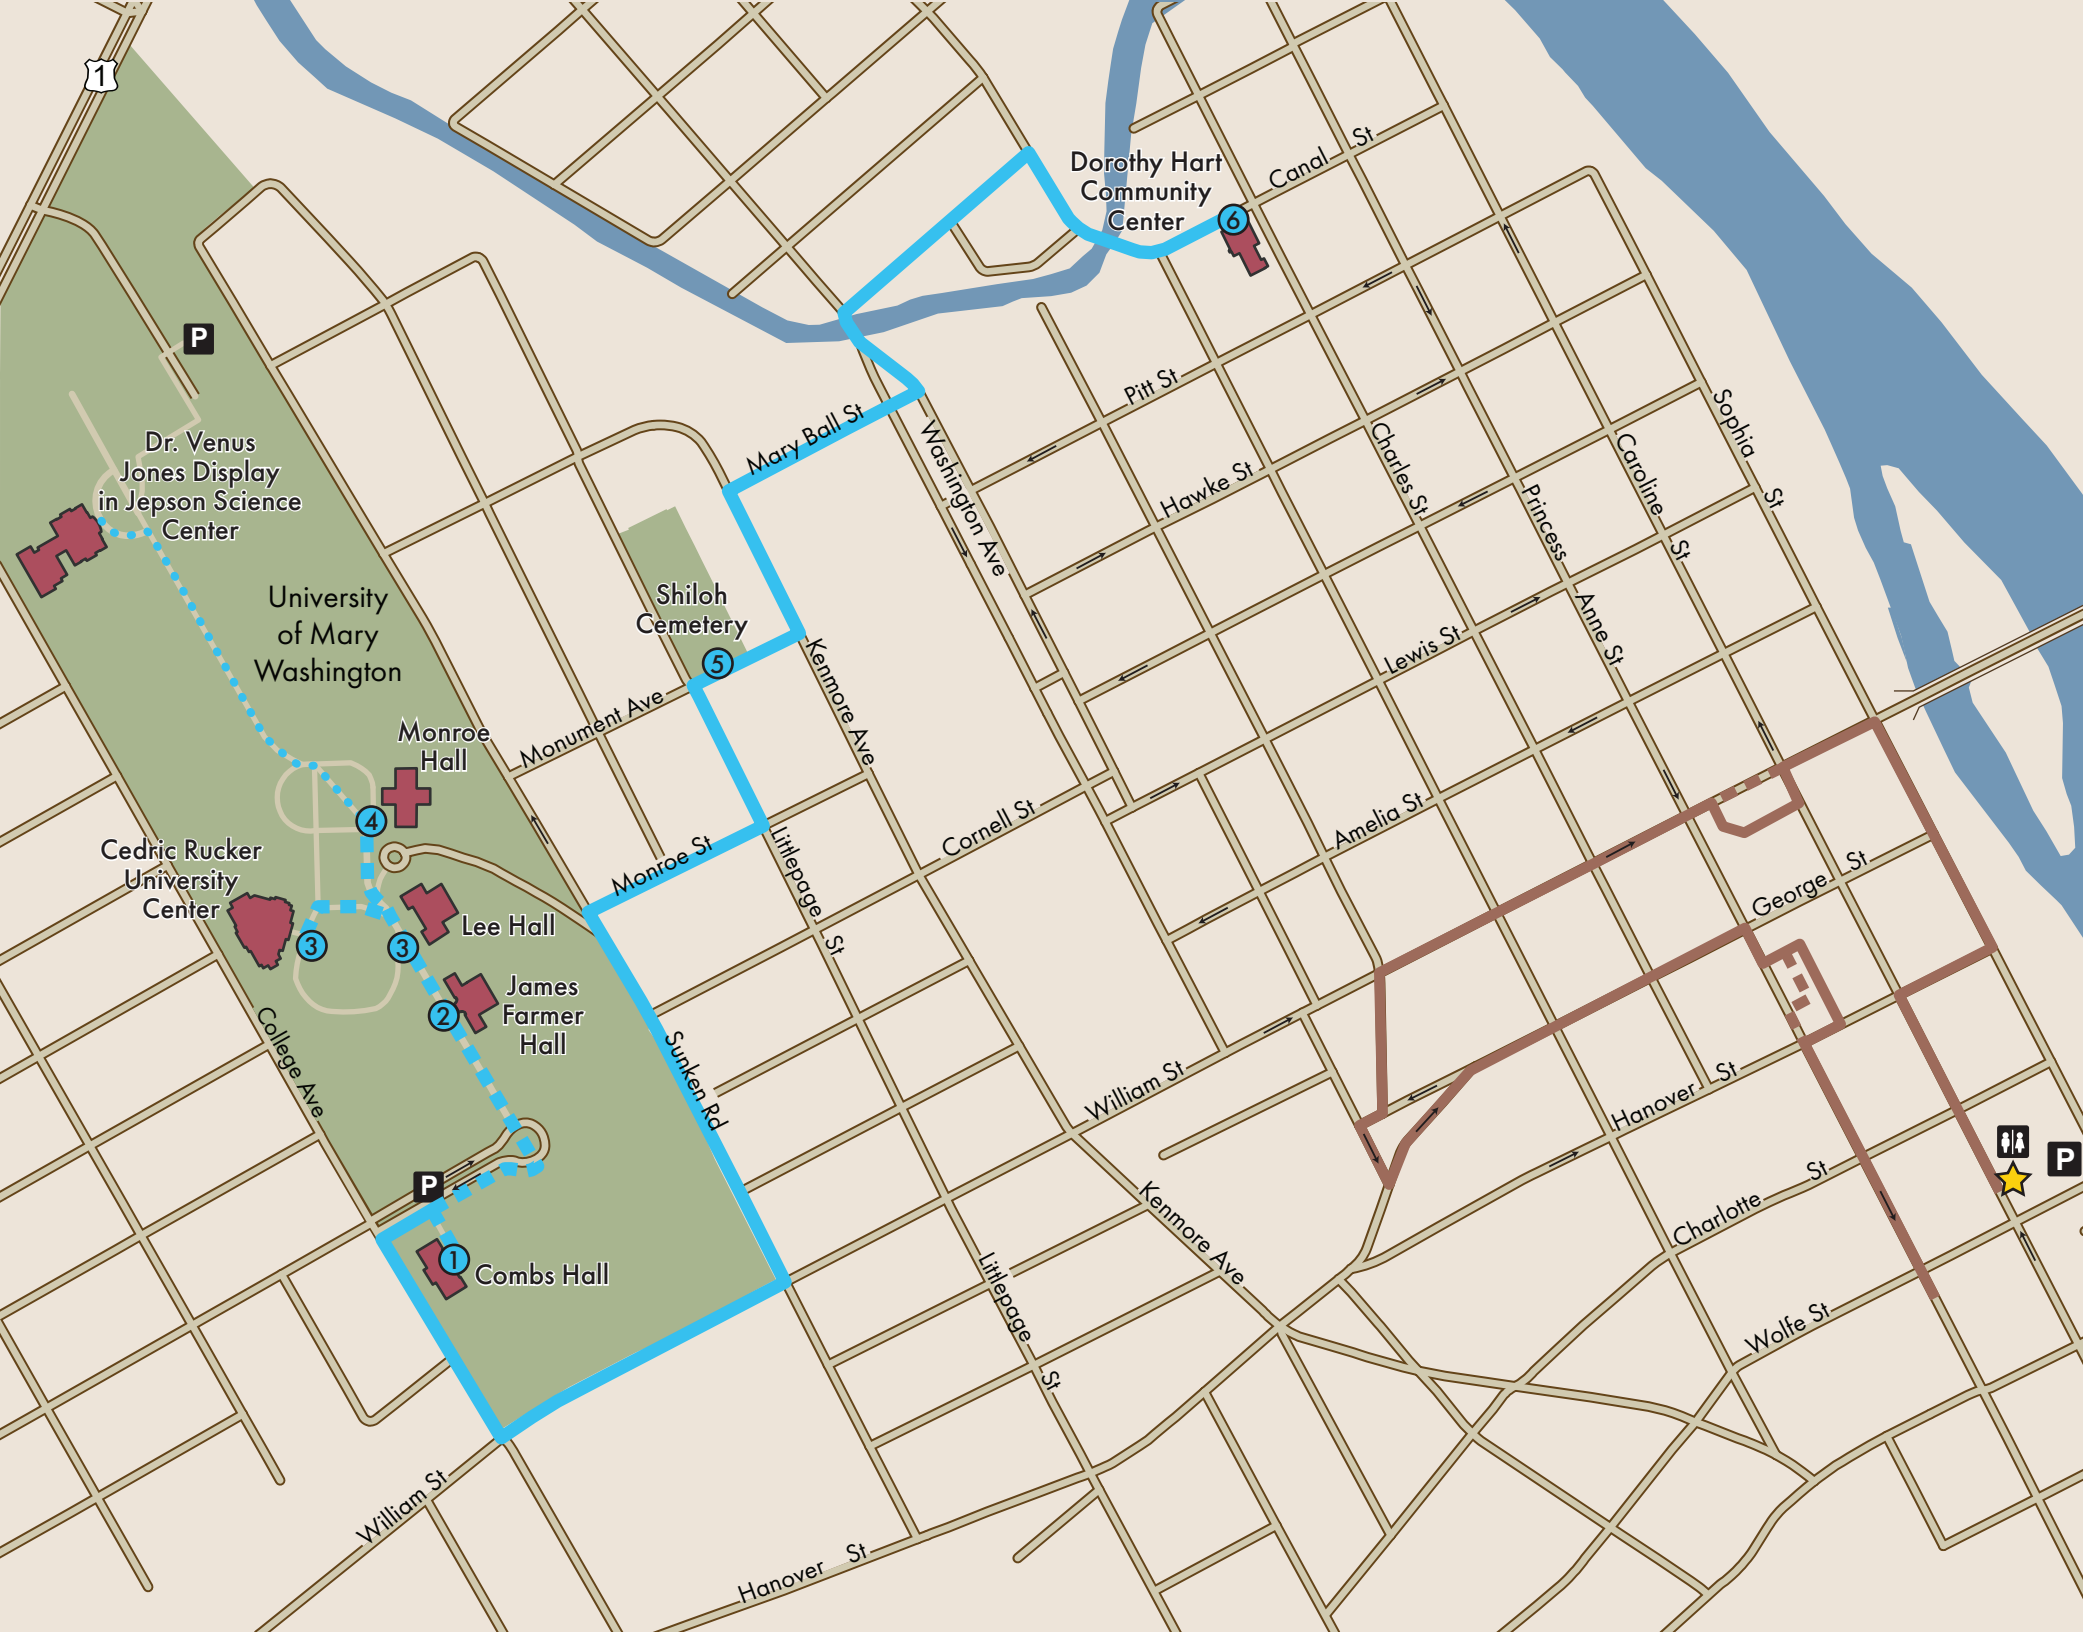 1
Dorothy Hart
Community
Center
6
Canal St
P
Pitt St
Sophia St
Mary Ball St
Washington Ave
Charles St
Caroline St
Hawke St
Princess Anne St
Dr. Venus
Jones Display
in Jepson Science
Center
University
of Mary
Washington
Shiloh
Cemetery
5
Lewis St
Kenmore Ave
Monument Ave
Monroe
Hall
4
Cornell St
Amelia St
Cedric Rucker
University
Center
Monroe St
Littlepage St
George St
Lee Hall
3
3
James
Farmer
Hall
2
College Ave
Sunken Rd
William St
Hanover St
P
P
Charlotte St
Kenmore Ave
1
Combs Hall
Littlepage St
Wolfe St
William St
Hanover St